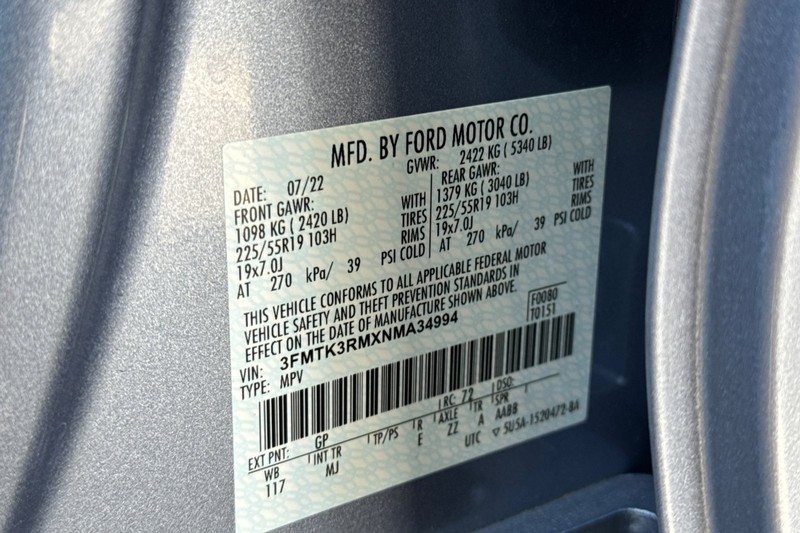 MFD. BY FORD MOTOR CO.
DATE: 07/22 GVWR: 2422 KG ( 5340 LB)
FRONT GAWR: REAR GAWR:
1098 KG ( 2420 LB) WITH 1379 KG ( 3040 LB) WITH
225/55R19 103H TIRES 225/55R19 103H TIRES
19x7.0J RIMS 19x7.0J RIMS
AT 270 kPa/ 39 PSI COLD AT 270 kPa/ 39 PSI COLD
THIS VEHICLE CONFORMS TO ALL APPLICABLE FEDERAL MOTOR
VEHICLE SAFETY AND THEFT PREVENTION STANDARDS IN
EFFECT ON THE DATE OF MANUFACTURE SHOWN ABOVE.
F0080
T0151
VIN: 3FMTK3RMXNMA34994
TYPE: MPV
EXT PNT: GP RC: 72 DSO:
WB INT TR TP/PS R AXLE TR SPR
117 MJ E ZZ A AABB
UTC ▽ 5U5A-1520472-BA